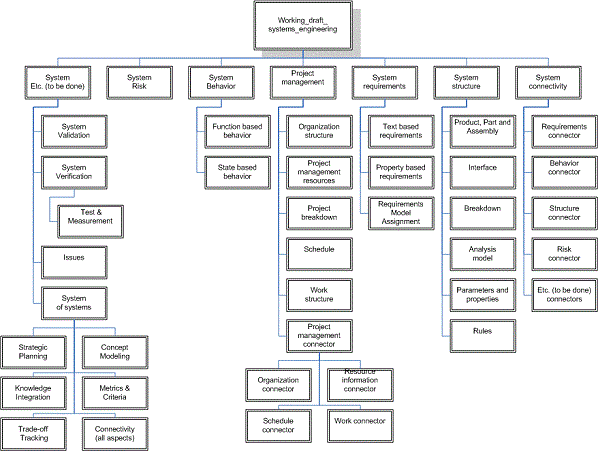 Working_draft_
systems_engineering
System
Etc. (to be done)
System
Risk
System
Behavior
Project
management
System
requirements
System
structure
System
connectivity
System
Validation
System
Verification
Test &
Measurement
Issues
System
of systems
Strategic
Planning
Concept
Modeling
Knowledge
Integration
Metrics &
Criteria
Trade-off
Tracking
Connectivity
(all aspects)
Function based
behavior
State based
behavior
Organization
structure
Project
management
resources
Project
breakdown
Schedule
Work
structure
Project
management
connector
Organization
connector
Resource
information
connector
Schedule
connector
Work connector
Text based
requirements
Property based
requirements
Requirements
Model
Assignment
Product, Part and
Assembly
Interface
Breakdown
Analysis
model
Parameters and
properties
Rules
Requirements
connector
Behavior
connector
Structure
connector
Risk
connector
Etc. (to be done)
connectors